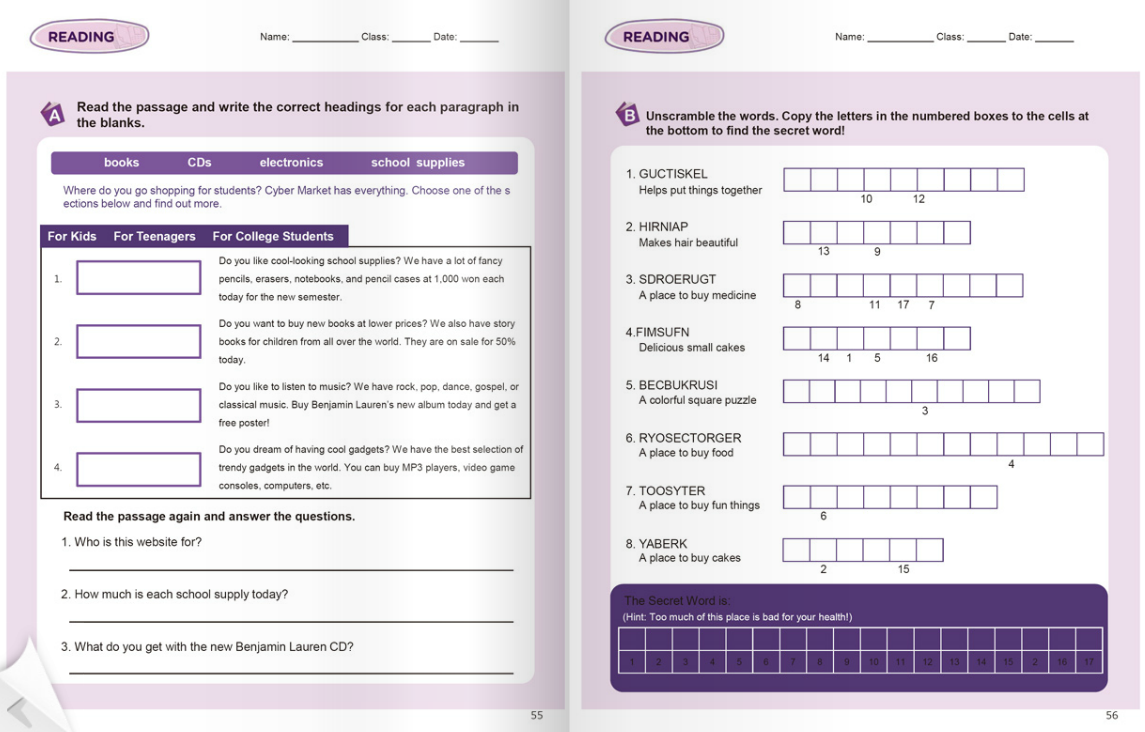 READING
Name: __________ Class: ______ Date: ______
A Read the passage and write the correct headings for each paragraph in
the blanks.
books CDs electronics school supplies
Where do you go shopping for students? Cyber Market has everything. Choose one of the s
ections below and find out more.
For Kids For Teenagers For College Students
1.
Do you like cool-looking school supplies? We have a lot of fancy
pencils, erasers, notebooks, and pencil cases at 1,000 won each
today for the new semester.
2.
Do you want to buy new books at lower prices? We also have story
books for children from all over the world. They are on sale for 50%
today.
3.
Do you like to listen to music? We have rock, pop, dance, gospel, or
classical music. Buy Benjamin Lauren's new album today and get a
free poster!
4.
Do you dream of having cool gadgets? We have the best selection of
trendy gadgets in the world. You can buy MP3 players, video game
consoles, computers, etc.
Read the passage again and answer the questions.
1. Who is this website for?
2. How much is each school supply today?
3. What do you get with the new Benjamin Lauren CD?
55
READING
Name: __________ Class: ______ Date: ______
B Unscramble the words. Copy the letters in the numbered boxes to the cells at
the bottom to find the secret word!
1. GUCTISKEL
Helps put things together
10 12
2. HIRNIAP
Makes hair beautiful
13 9
3. SDROERUGT
A place to buy medicine
8 11 17 7
4.FIMSUFN
Delicious small cakes
14 1 5 16
5. BECBUKRUSI
A colorful square puzzle
3
6. RYOSECTORGER
A place to buy food
4
7. TOOSYTER
A place to buy fun things
6
8. YABERK
A place to buy cakes
2 15
The Secret Word is:
(Hint: Too much of this place is bad for your health!)
1 2 3 4 5 6 7 8 9 10 11 12 13 14 15 2 16 17
56